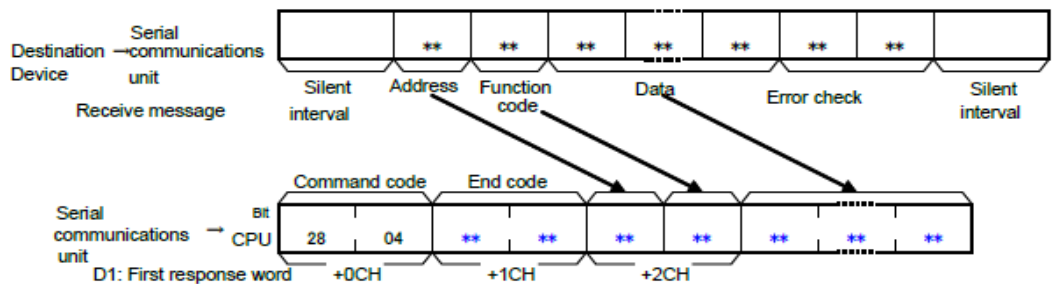 Destination → Serial communications unit
Device
** ** ** ** ** ** **
Silent interval
Address
Function code
Data
Error check
Silent interval
Receive message
Command code
End code
Serial communications unit → CPU
Bit
28 04 ** ** ** ** ** ** **
D1: First response word
+0CH
+1CH
+2CH